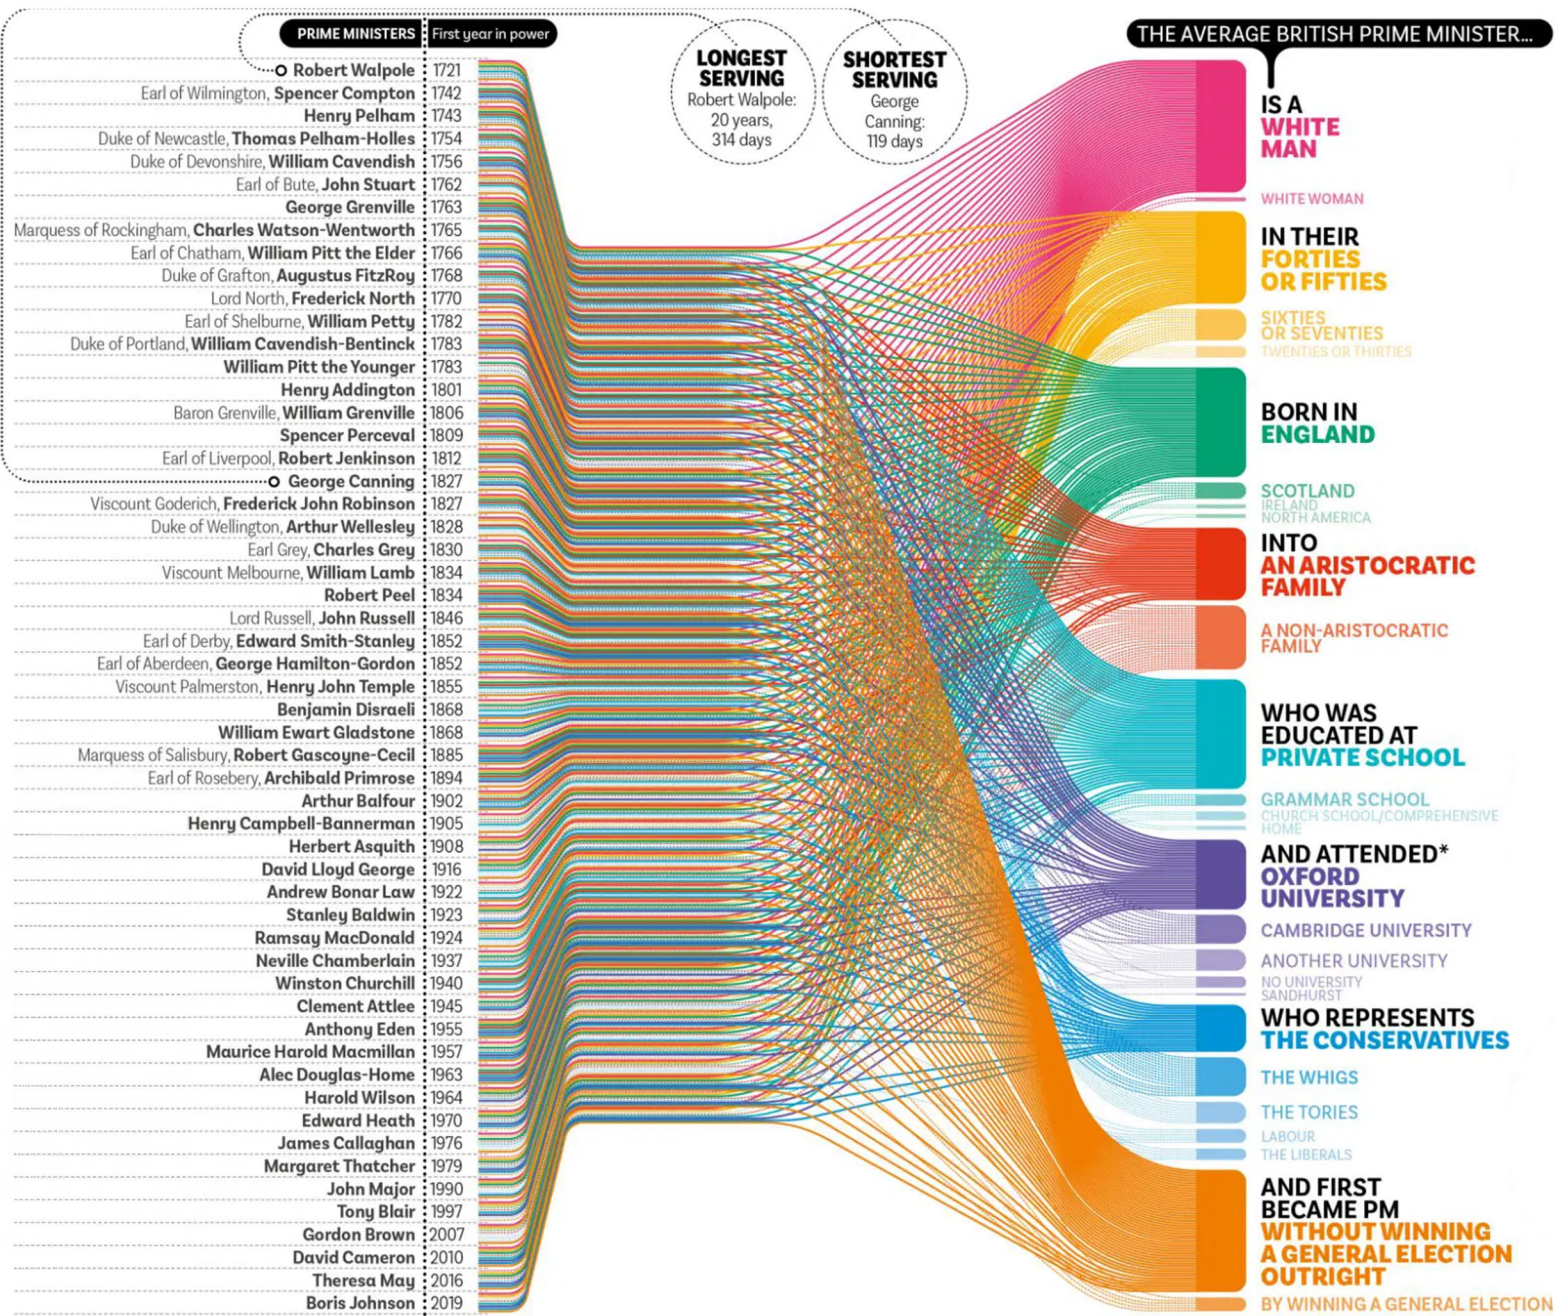 PRIME MINISTERS First year in power
Robert Walpole 1721
Earl of Wilmington, Spencer Compton 1742
Henry Pelham 1743
Duke of Newcastle, Thomas Pelham-Holles 1754
Duke of Devonshire, William Cavendish 1756
Earl of Bute, John Stuart 1762
George Grenville 1763
Marquess of Rockingham, Charles Watson-Wentworth 1765
Earl of Chatham, William Pitt the Elder 1766
Duke of Grafton, Augustus FitzRoy 1768
Lord North, Frederick North 1770
Earl of Shelburne, William Petty 1782
Duke of Portland, William Cavendish-Bentinck 1783
William Pitt the Younger 1783
Henry Addington 1801
Baron Grenville, William Grenville 1806
Spencer Perceval 1809
Earl of Liverpool, Robert Jenkinson 1812
George Canning 1827
Viscount Goderich, Frederick John Robinson 1827
Duke of Wellington, Arthur Wellesley 1828
Earl Grey, Charles Grey 1830
Viscount Melbourne, William Lamb 1834
Robert Peel 1834
Lord Russell, John Russell 1846
Earl of Derby, Edward Smith-Stanley 1852
Earl of Aberdeen, George Hamilton-Gordon 1852
Viscount Palmerston, Henry John Temple 1855
Benjamin Disraeli 1868
William Ewart Gladstone 1868
Marquess of Salisbury, Robert Gascoyne-Cecil 1885
Earl of Rosebery, Archibald Primrose 1894
Arthur Balfour 1902
Henry Campbell-Bannerman 1905
Herbert Asquith 1908
David Lloyd George 1916
Andrew Bonar Law 1922
Stanley Baldwin 1923
Ramsay MacDonald 1924
Neville Chamberlain 1937
Winston Churchill 1940
Clement Attlee 1945
Anthony Eden 1955
Maurice Harold Macmillan 1957
Alec Douglas-Home 1963
Harold Wilson 1964
Edward Heath 1970
James Callaghan 1976
Margaret Thatcher 1979
John Major 1990
Tony Blair 1997
Gordon Brown 2007
David Cameron 2010
Theresa May 2016
Boris Johnson 2019
LONGEST
SERVING
Robert Walpole:
20 years,
314 days
SHORTEST
SERVING
George
Canning:
119 days
THE AVERAGE BRITISH PRIME MINISTER...
IS A
WHITE
MAN
WHITE WOMAN
IN THEIR
FORTIES
OR FIFTIES
SIXTIES
OR SEVENTIES
TWENTIES OR THIRTIES
BORN IN
ENGLAND
SCOTLAND
IRELAND
NORTH AMERICA
INTO
AN ARISTOCRATIC
FAMILY
A NON-ARISTOCRATIC
FAMILY
WHO WAS
EDUCATED AT
PRIVATE SCHOOL
GRAMMAR SCHOOL
CHURCH SCHOOL/COMPREHENSIVE
HOME
AND ATTENDED*
OXFORD
UNIVERSITY
CAMBRIDGE UNIVERSITY
ANOTHER UNIVERSITY
NO UNIVERSITY
SANDHURST
WHO REPRESENTS
THE CONSERVATIVES
THE WHIGS
THE TORIES
LABOUR
THE LIBERALS
AND FIRST
BECAME PM
WITHOUT WINNING
A GENERAL ELECTION
OUTRIGHT
BY WINNING A GENERAL ELECTION